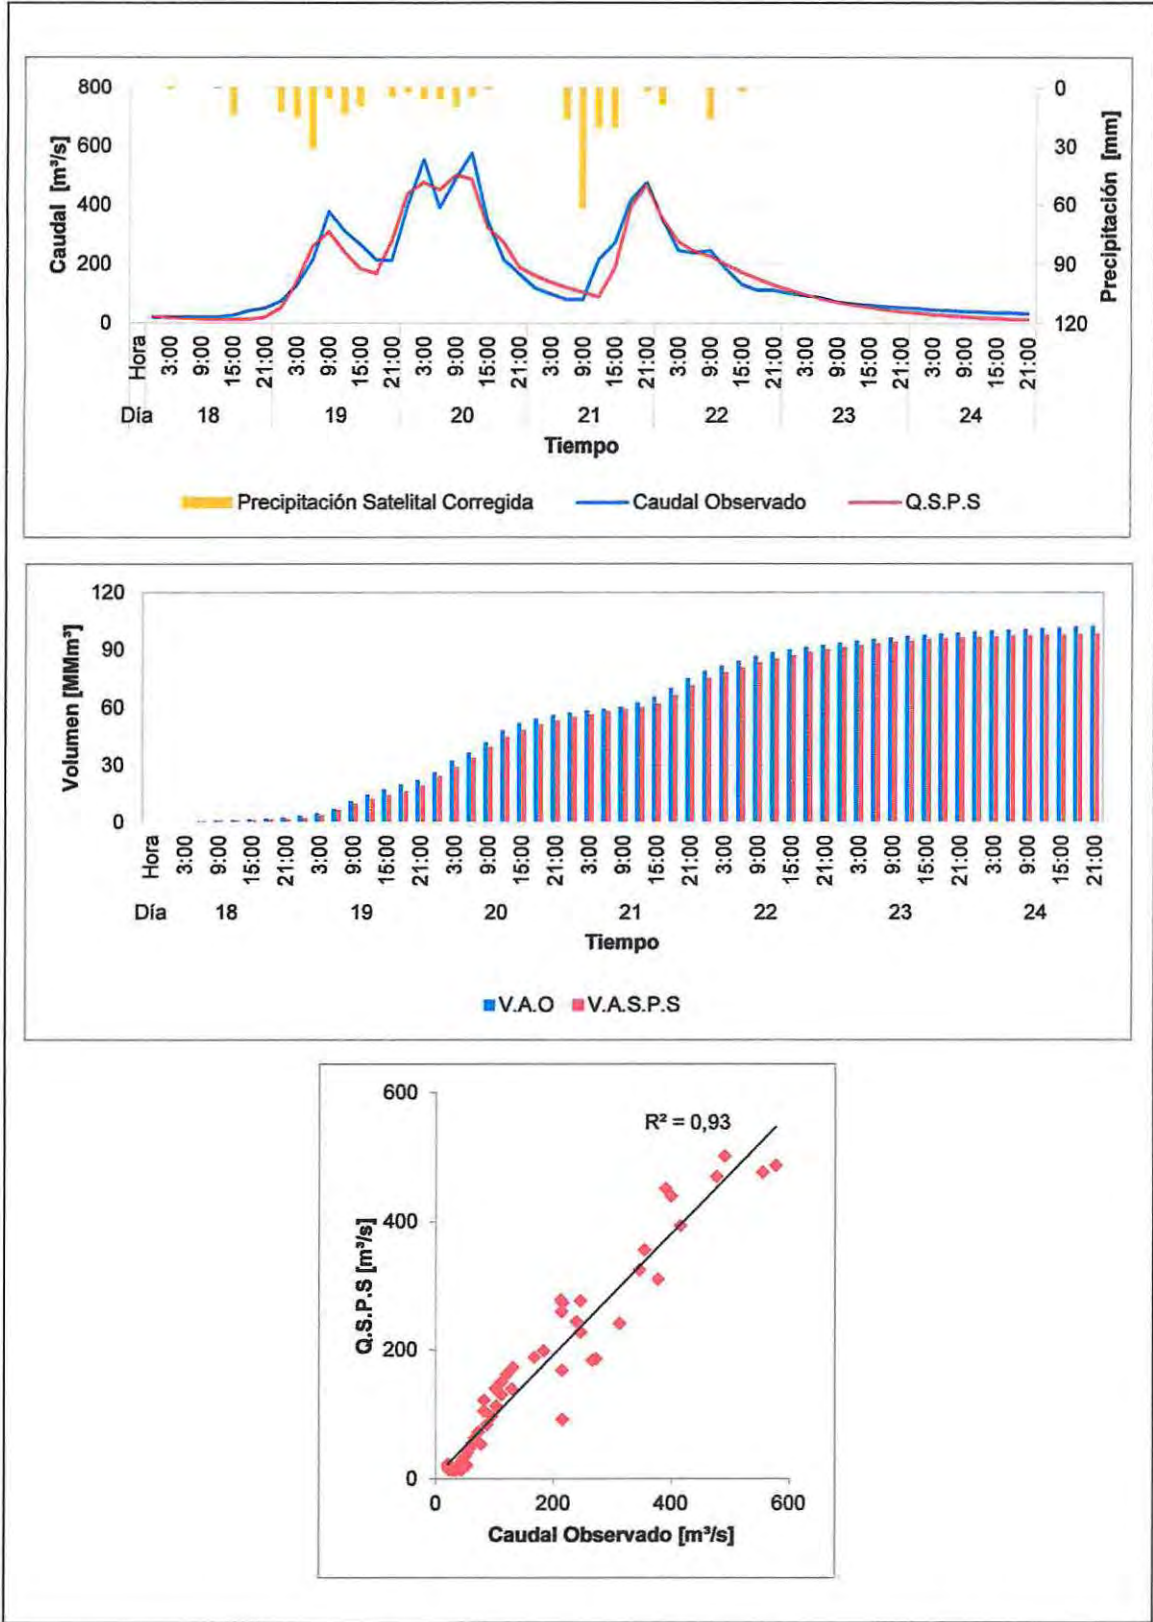 800
600
400
200
0
Caudal [m³/s]
0
30
60
90
120
Precipitación [mm]
Hora 3:00 9:00 15:00 21:00 3:00 9:00 15:00 21:00 3:00 9:00 15:00 21:00 3:00 9:00 15:00 21:00 3:00 9:00 15:00 21:00 3:00 9:00 15:00 21:00 3:00 9:00 15:00 21:00
Día 18 19 20 21 22 23 24
Tiempo
Precipitación Satelital Corregida Caudal Observado Q.S.P.S
120
90
60
30
0
Volumen [MMm³]
Hora 3:00 9:00 15:00 21:00 3:00 9:00 15:00 21:00 3:00 9:00 15:00 21:00 3:00 9:00 15:00 21:00 3:00 9:00 15:00 21:00 3:00 9:00 15:00 21:00 3:00 9:00 15:00 21:00
Día 18 19 20 21 22 23 24
Tiempo
V.A.O V.A.S.P.S
600
400
200
0
Q.S.P.S [m³/s]
R² = 0,93
0 200 400 600
Caudal Observado [m³/s]